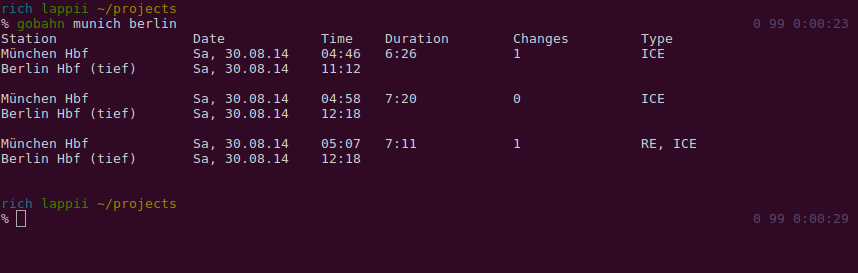 rich lappii ~/projects
% gobahn munich berlin 0 99 0:00:23
Station Date Time Duration Changes Type
München Hbf Sa, 30.08.14 04:46 6:26 1 ICE
Berlin Hbf (tief) Sa, 30.08.14 11:12
München Hbf Sa, 30.08.14 04:58 7:20 0 ICE
Berlin Hbf (tief) Sa, 30.08.14 12:18
München Hbf Sa, 30.08.14 05:07 7:11 1 RE, ICE
Berlin Hbf (tief) Sa, 30.08.14 12:18
rich lappii ~/projects
% 0 99 0:00:29